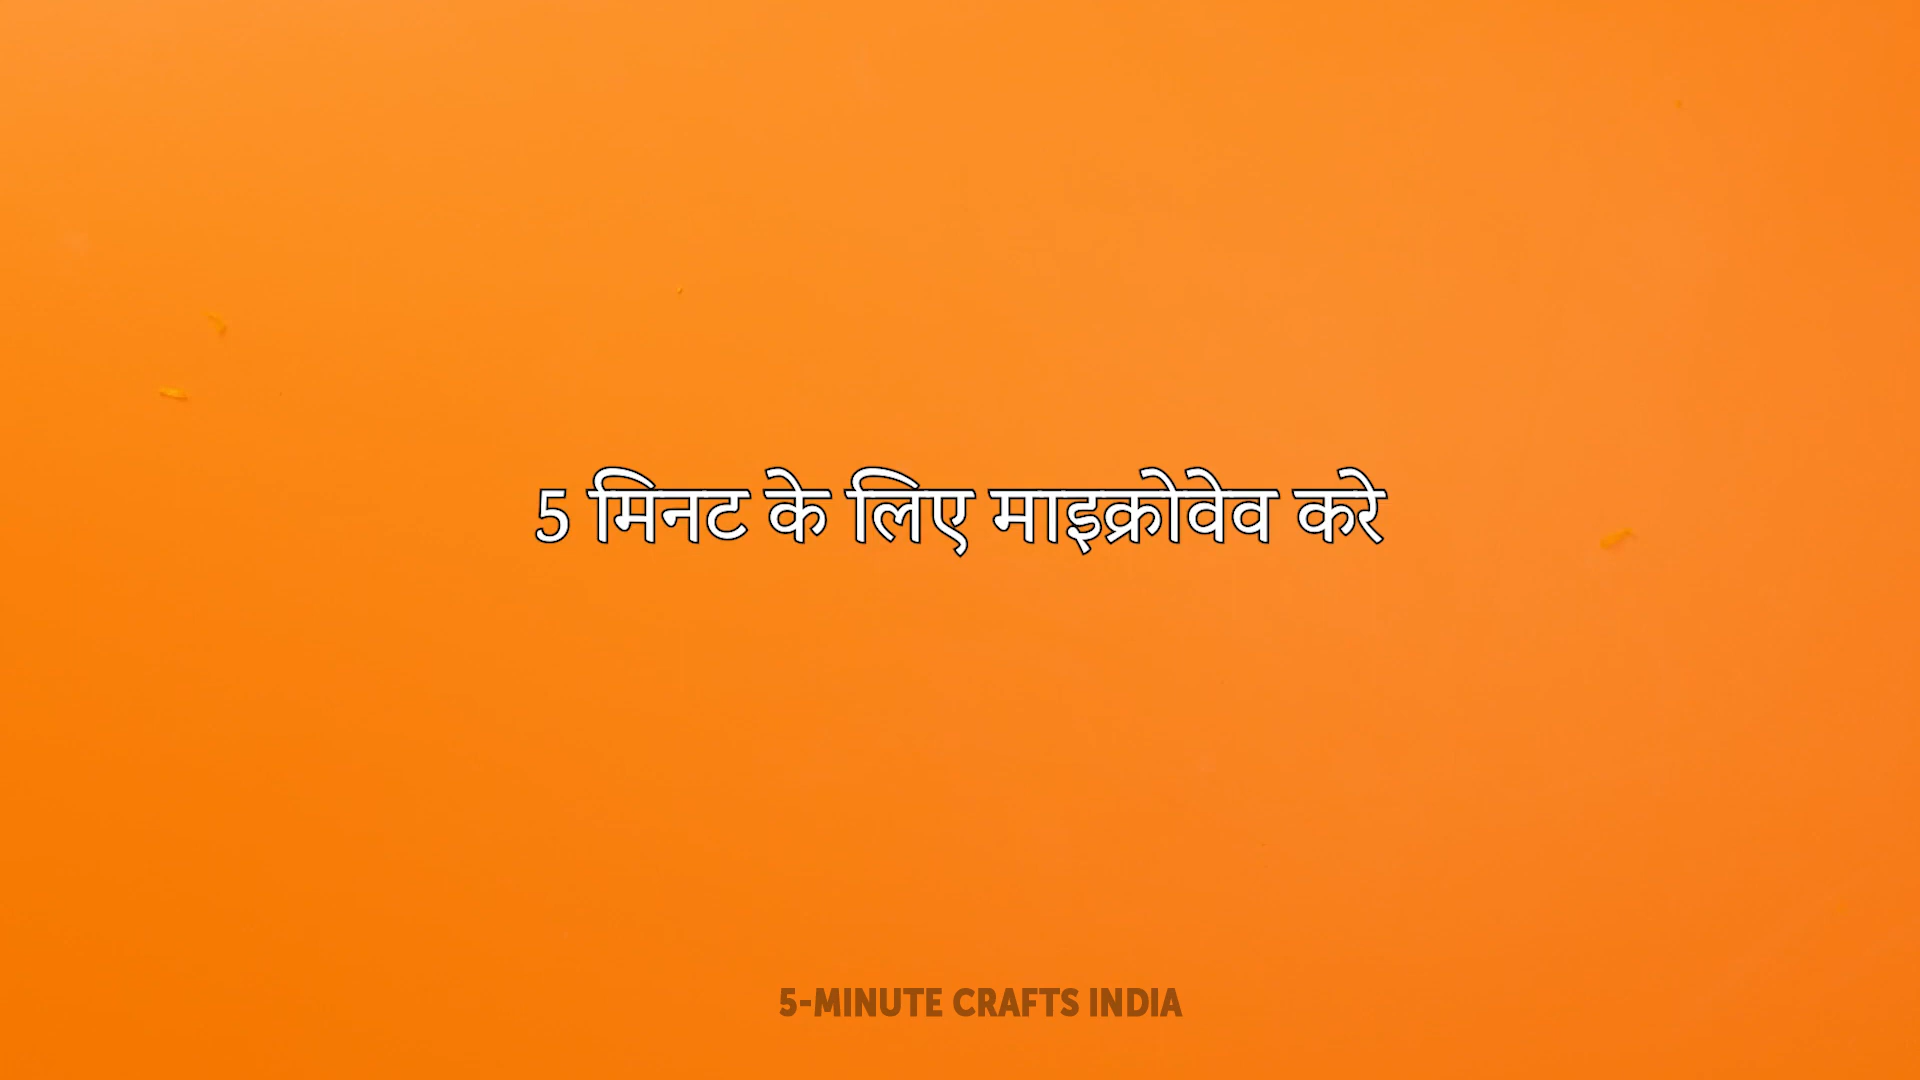 5 मिनट के लिए माइक्रोवेव करे
5-MINUTE CRAFTS INDIA